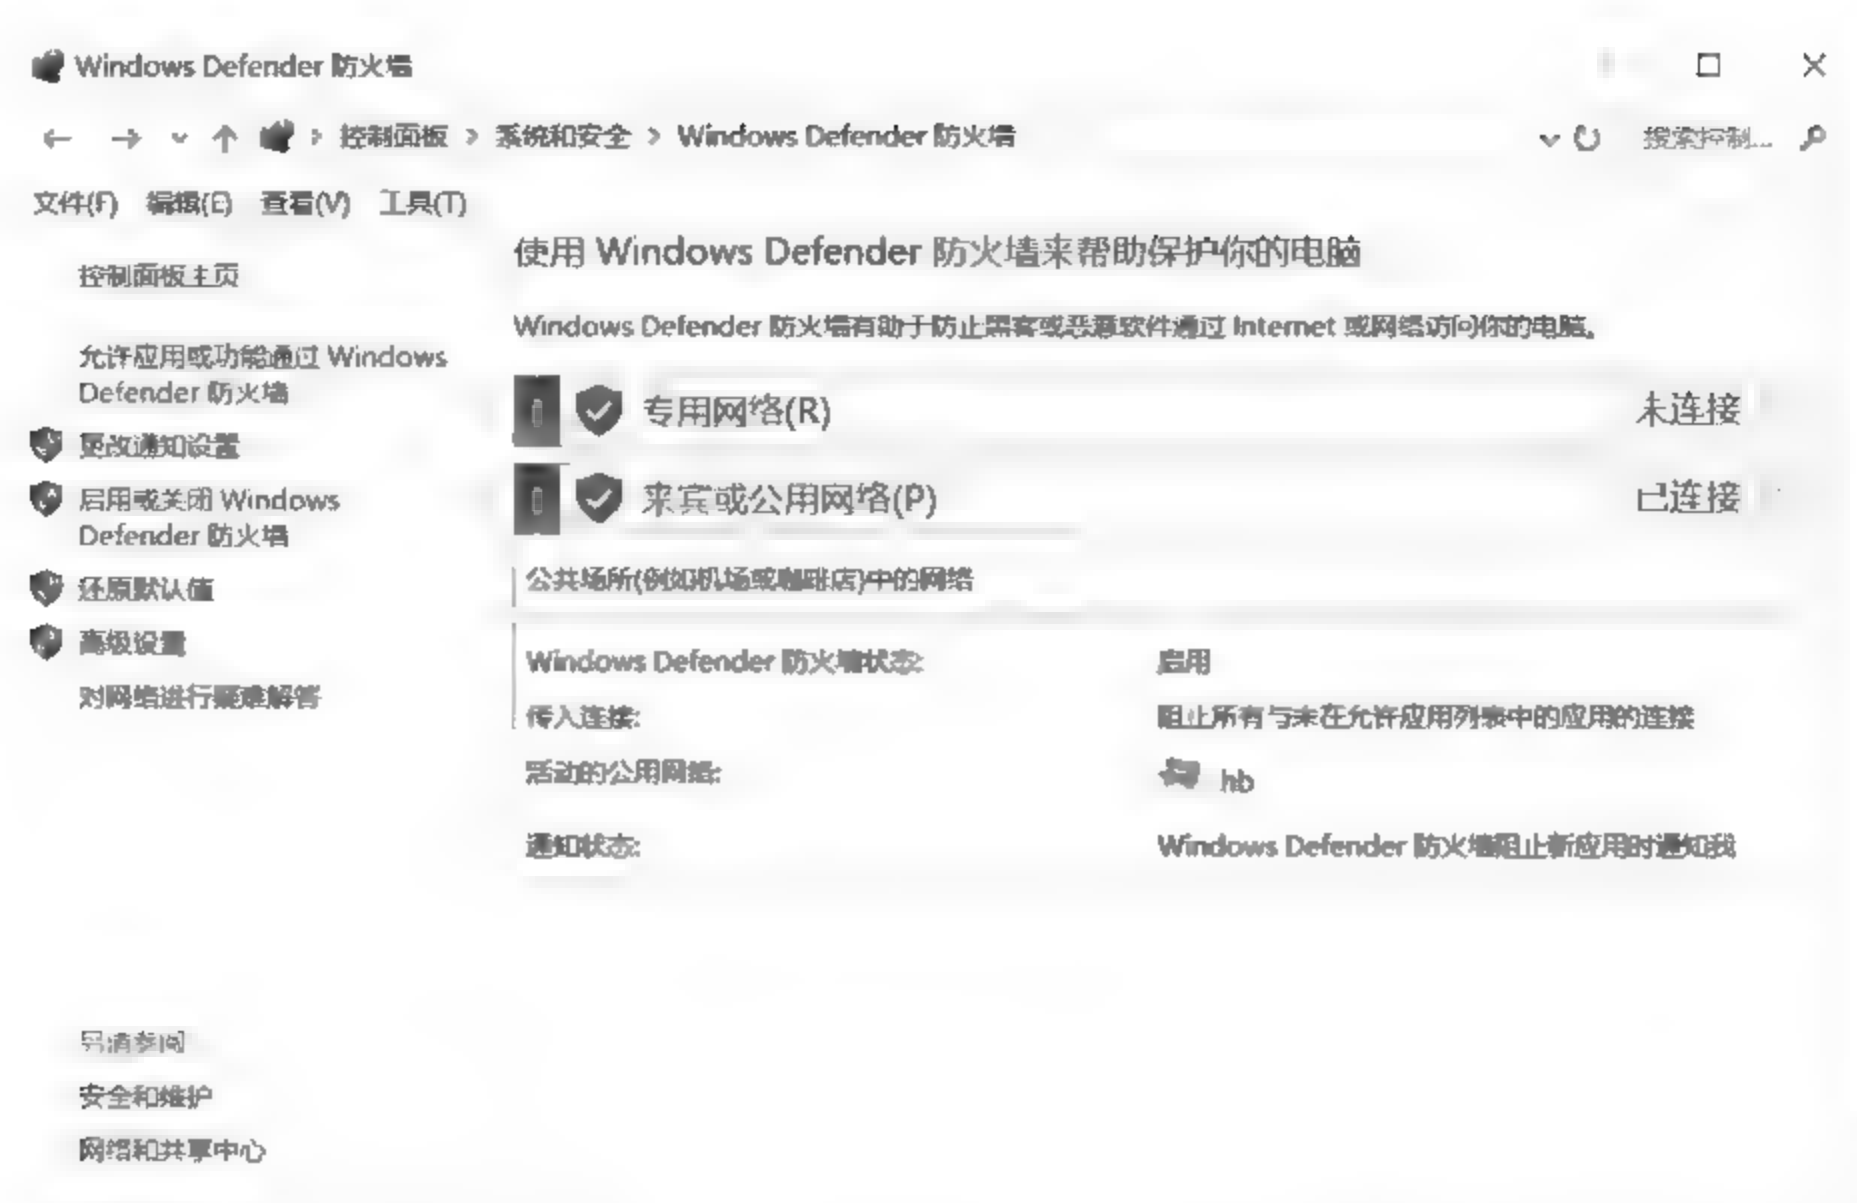 Windows Defender 防火墙
控制面板 > 系统和安全 > Windows Defender 防火墙
搜索控制...
文件(F) 编辑(E) 查看(V) 工具(T)
控制面板主页
允许应用或功能通过 Windows
Defender 防火墙
更改通知设置
启用或关闭 Windows
Defender 防火墙
还原默认值
高级设置
对网络进行疑难解答
另请参阅
安全和维护
网络和共享中心
使用 Windows Defender 防火墙来帮助保护你的电脑
Windows Defender 防火墙有助于防止黑客或恶意软件通过 Internet 或网络访问你的电脑。
专用网络(R) 未连接
来宾或公用网络(P) 已连接
公共场所(例如机场或咖啡店)中的网络
Windows Defender 防火墙状态: 启用
传入连接: 阻止所有与未在允许应用列表中的应用的连接
活动的公用网络: hb
通知状态: Windows Defender 防火墙阻止新应用时通知我